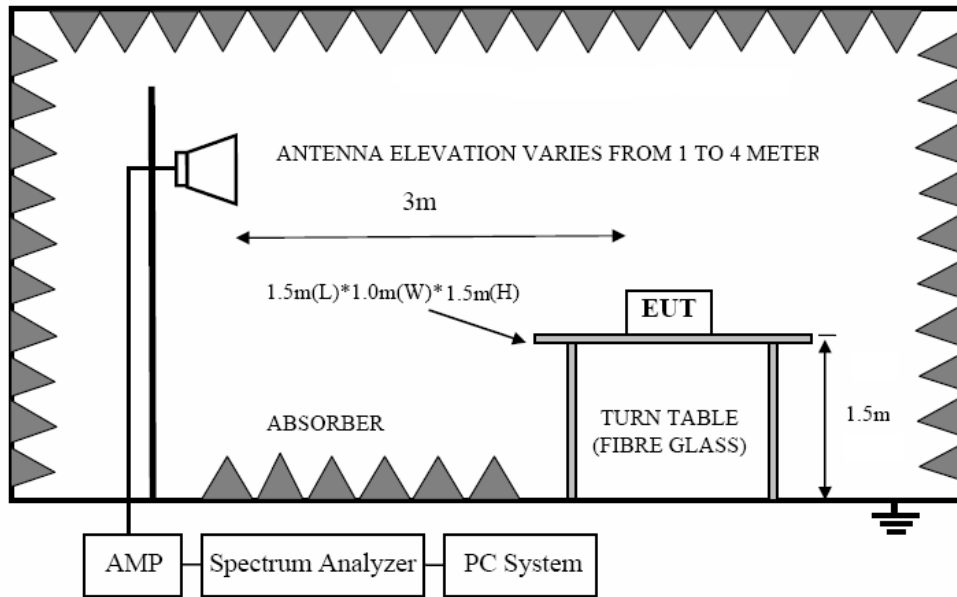 ANTENNA ELEVATION VARIES FROM 1 TO 4 METER
3m
1.5m(L)*1.0m(W)*1.5m(H)
EUT
1.5m
ABSORBER
TURN TABLE
(FIBRE GLASS)
AMP
Spectrum Analyzer
PC System